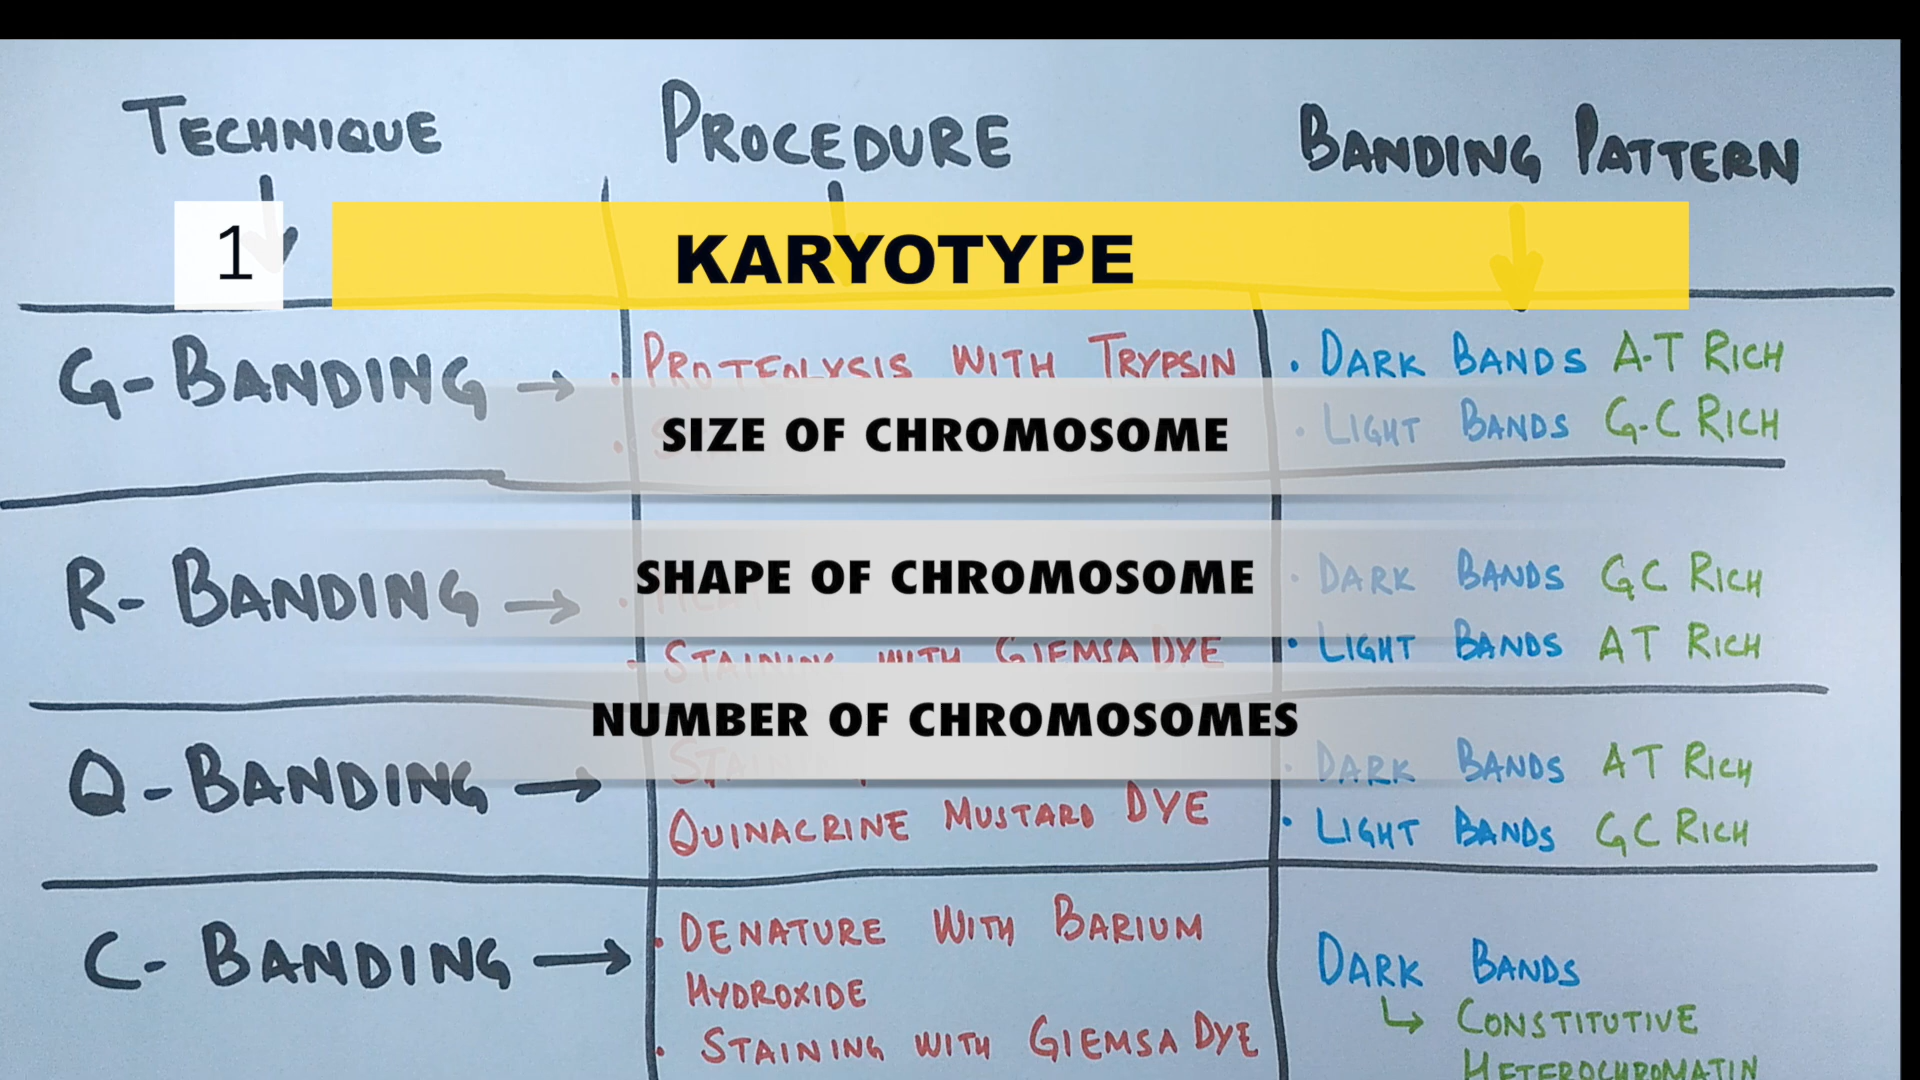 TECHNIQUE PROCEDURE BANDING PATTERN
1 KARYOTYPE
G-BANDING → • PROTEOLYSIS WITH TRYPSIN • DARK BANDS A-T RICH
• LIGHT BANDS G-C RICH
SIZE OF CHROMOSOME
SHAPE OF CHROMOSOME
R-BANDING → • DARK BANDS GC RICH
• STAINING WITH GIEMSA DYE • LIGHT BANDS AT RICH
NUMBER OF CHROMOSOMES
Q-BANDING → • DARK BANDS AT RICH
QUINACRINE MUSTARD DYE • LIGHT BANDS GC RICH
C-BANDING → • DENATURE WITH BARIUM
HYDROXIDE
• STAINING WITH GIEMSA DYE
DARK BANDS
↳ CONSTITUTIVE
HETEROCHROMATIN